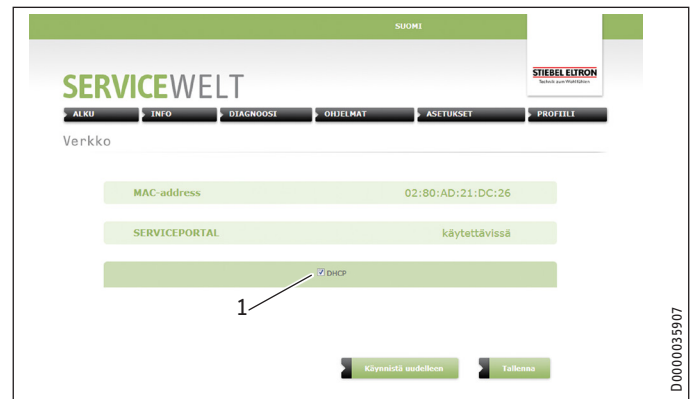 SUOMI
STIEBEL ELTRON
Technik zum Wohlfühlen
SERVICEWELT
ALKU INFO DIAGNOOSI OHJELMAT ASETUKSET PROFIILI
Verkko
MAC-address 02:80:AD:21:DC:26
SERVICEPORTAL käytettävissä
DHCP
1
Käynnistä uudelleen Tallenna
D0000035907